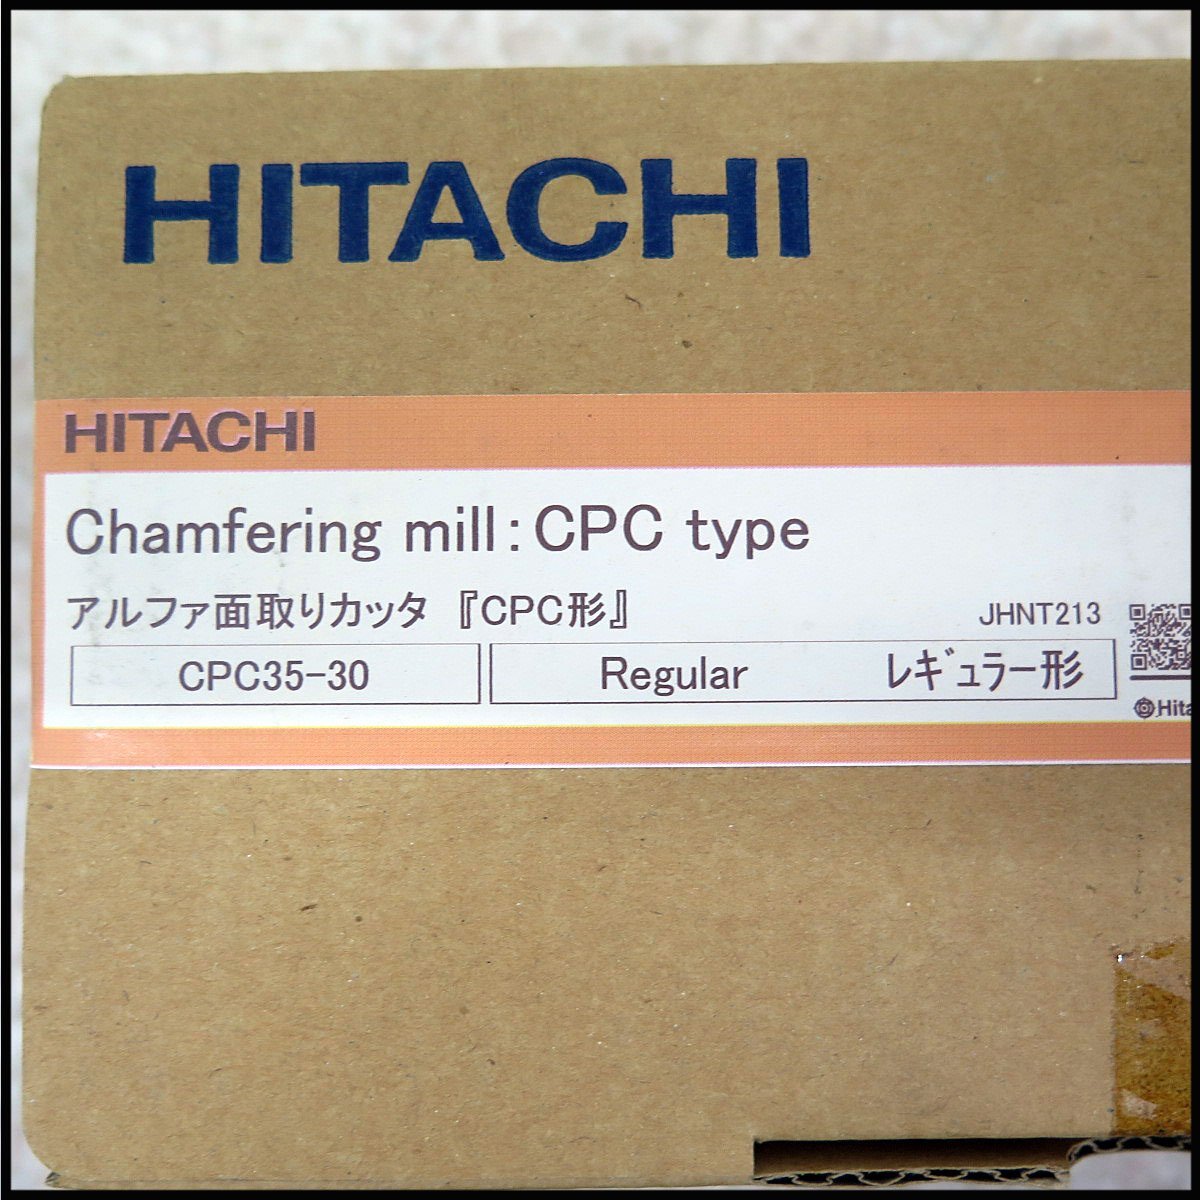 HITACHI
HITACHI
Chamfering mill: CPC type
アルファ面取りカッタ『CPC形』 JHNT213
CPC35-30 Regular レギュラー形